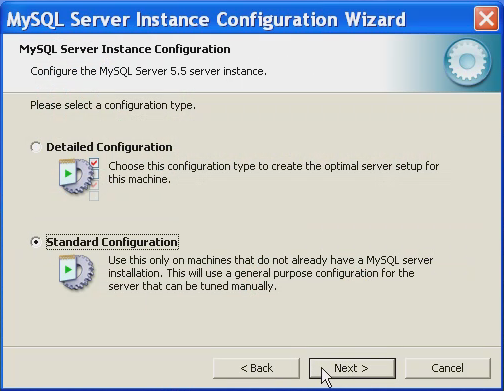 MySQL Server Instance Configuration Wizard
MySQL Server Instance Configuration
Configure the MySQL Server 5.5 server instance.
Please select a configuration type.
Detailed Configuration
Choose this configuration type to create the optimal server setup for
this machine.
Standard Configuration
Use this only on machines that do not already have a MySQL server
installation. This will use a general purpose configuration for the
server that can be tuned manually.
< Back
Next >
Cancel